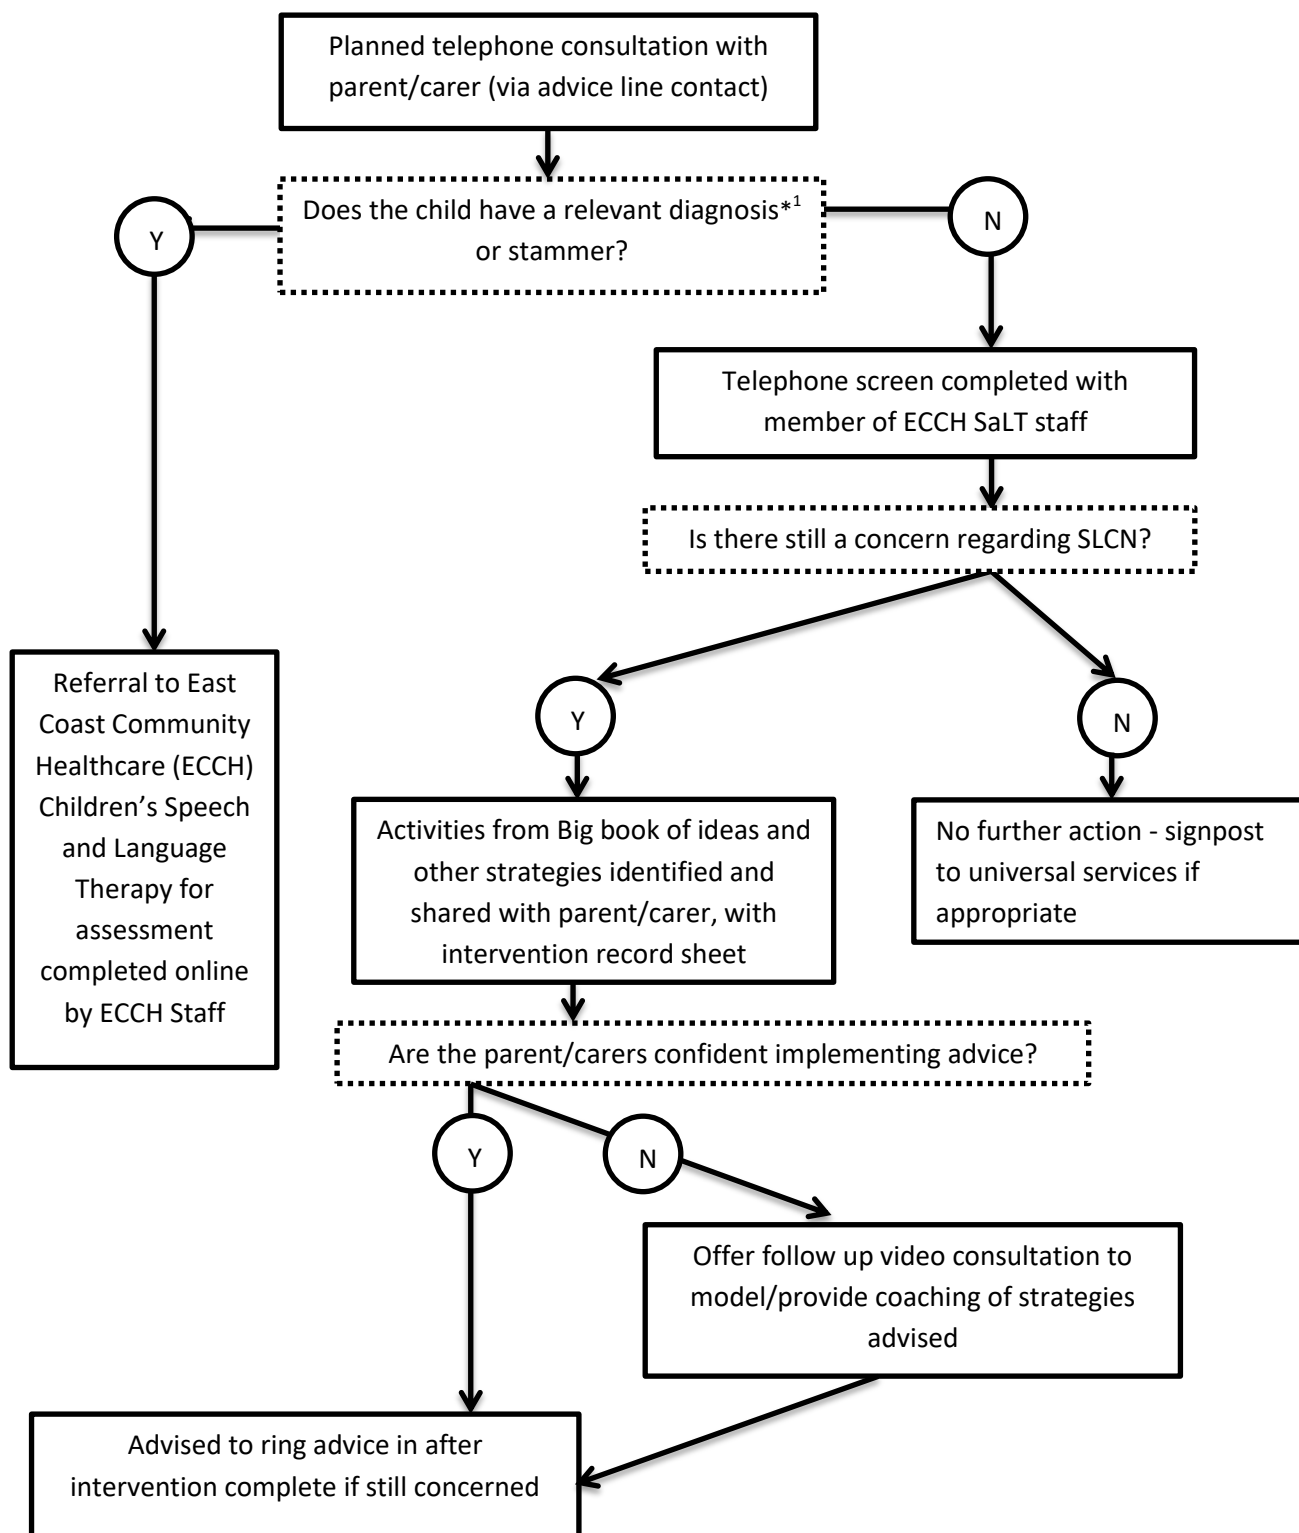 Planned telephone consultation with
parent/carer (via advice line contact)
Does the child have a relevant diagnosis*1
or stammer?
Y
N
Telephone screen completed with
member of ECCH SaLT staff
Is there still a concern regarding SLCN?
Referral to East
Coast Community
Healthcare (ECCH)
Children’s Speech
and Language
Therapy for
assessment
completed online
by ECCH Staff
Y
N
Activities from Big book of ideas and
other strategies identified and
shared with parent/carer, with
intervention record sheet
No further action - signpost
to universal services if
appropriate
Are the parent/carers confident implementing advice?
Y
N
Offer follow up video consultation to
model/provide coaching of strategies
advised
Advised to ring advice in after
intervention complete if still concerned